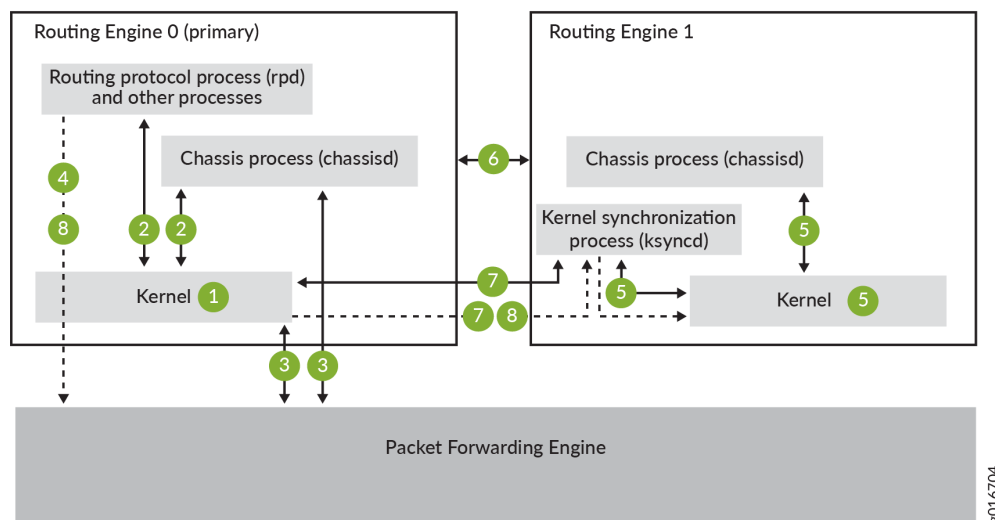 Routing Engine 0 (primary)
Routing protocol process (rpd)
and other processes
Chassis process (chassisd)
4
8
2
2
Kernel 1
3
3
6
7
7 8
Routing Engine 1
Chassis process (chassisd)
Kernel synchronization
process (ksyncd)
5
5
Kernel 5
Packet Forwarding Engine
g016704